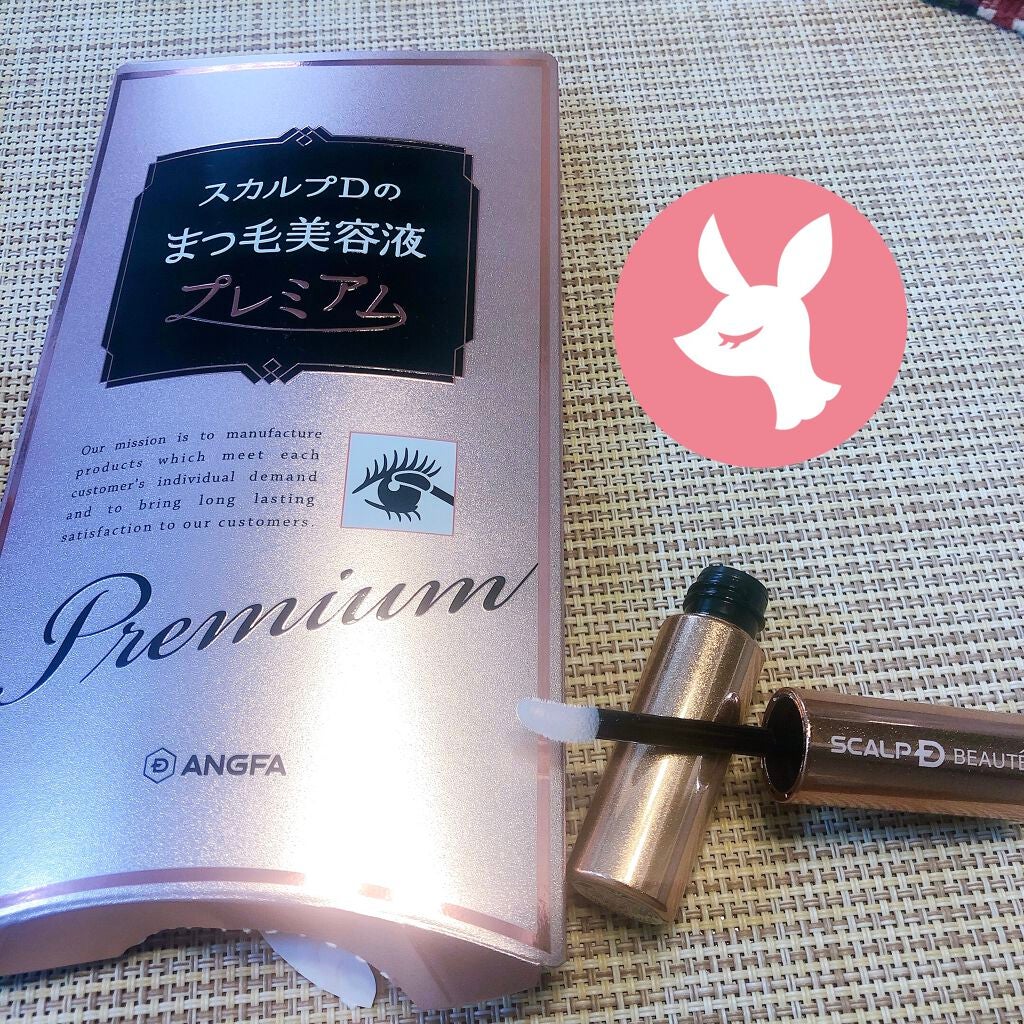 スカルプDの
まつ毛美容液
プレミアム
Our mission is to manufacture
products which meet each
customer's individual demand
and to bring long lasting
satisfaction to our customers.
Premium
ANGFA
SCALP D BEAUTÉ